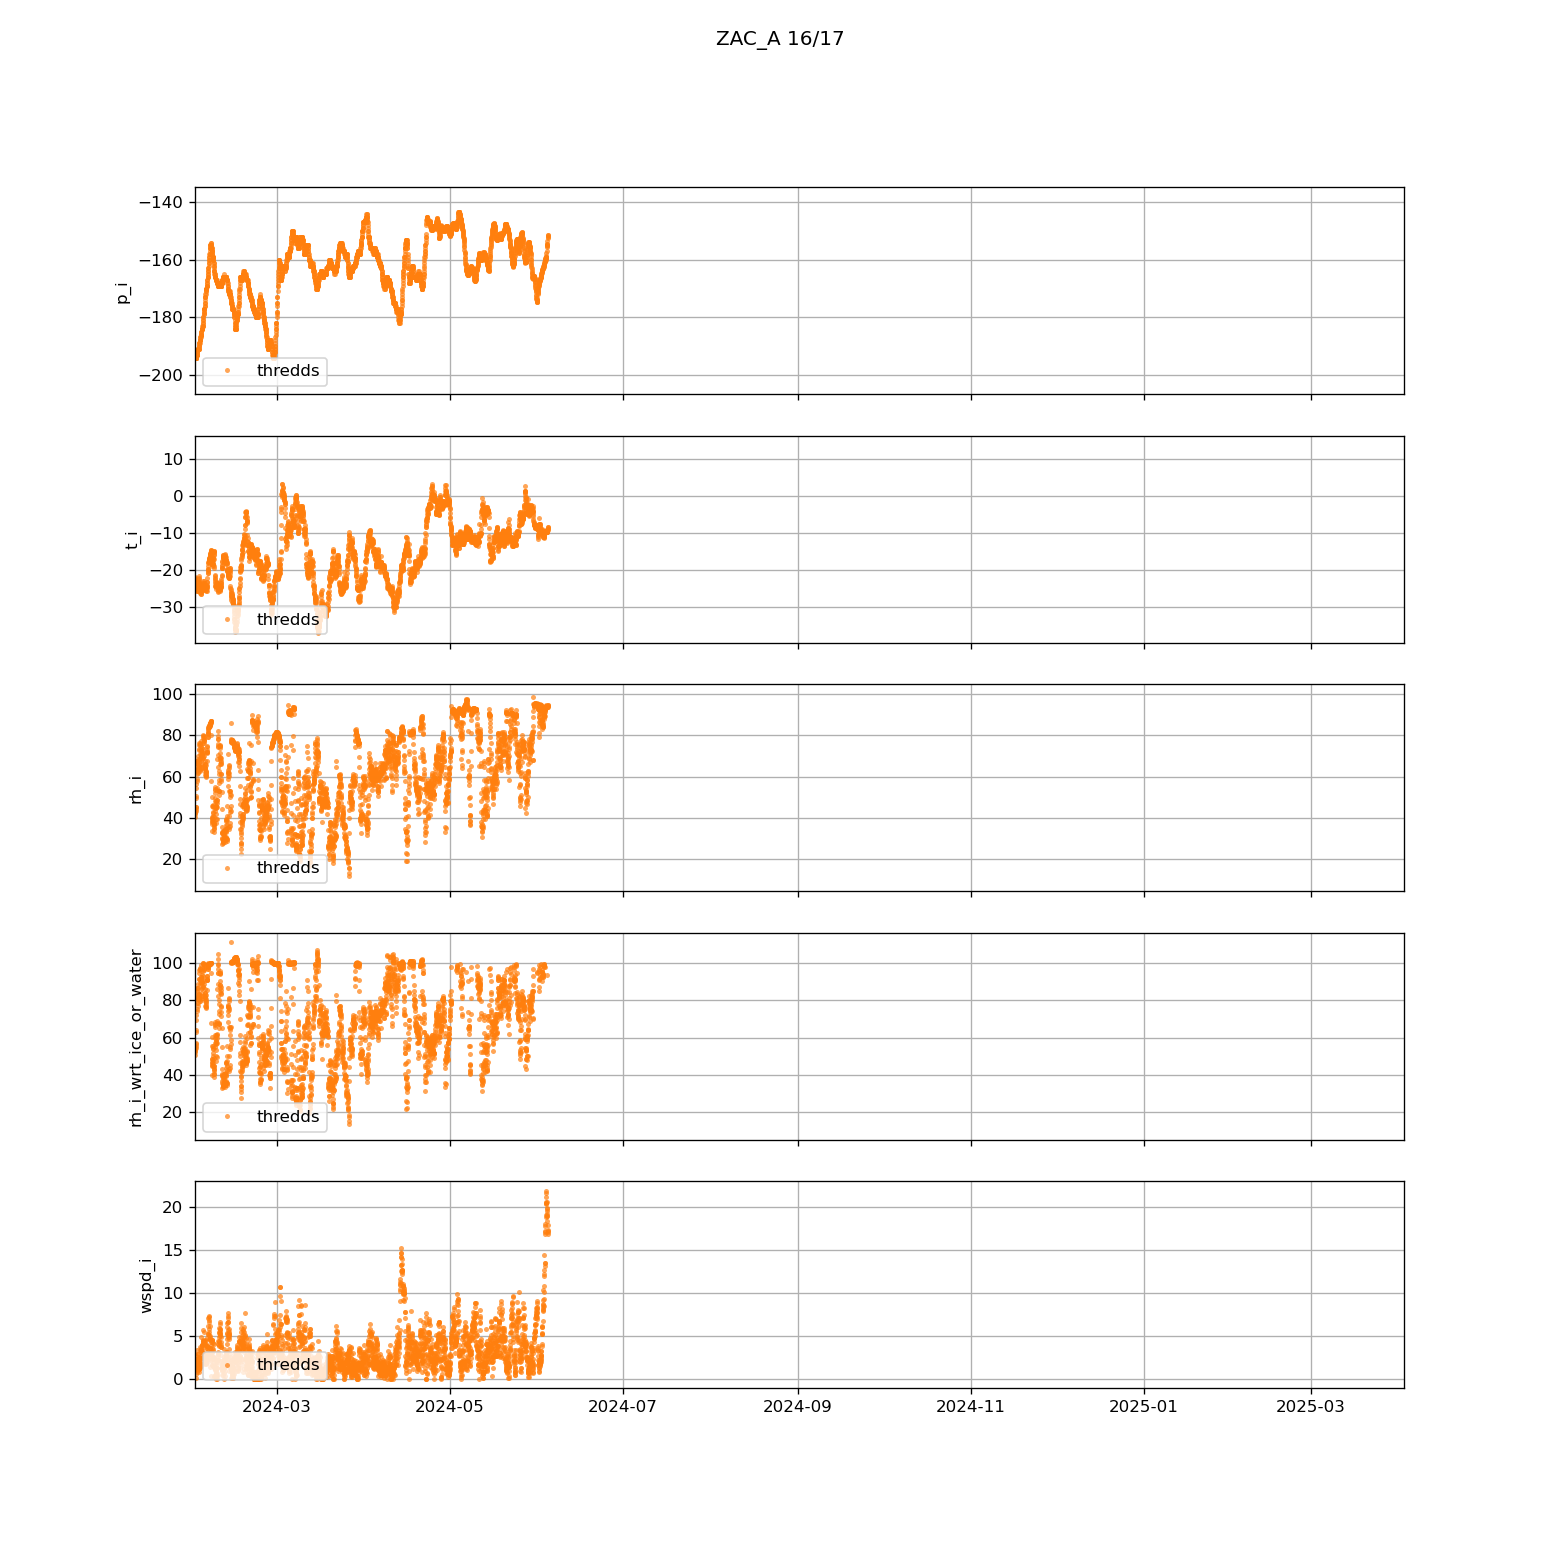 ZAC_A 16/17
−140
−160
−180
−200
p_i
thredds
10
0
−10
−20
−30
t_i
thredds
100
80
60
40
20
rh_i
thredds
100
80
60
40
20
rh_i_wrt_ice_or_water
thredds
20
15
10
5
0
wspd_i
thredds
2024-03 2024-05 2024-07 2024-09 2024-11 2025-01 2025-03